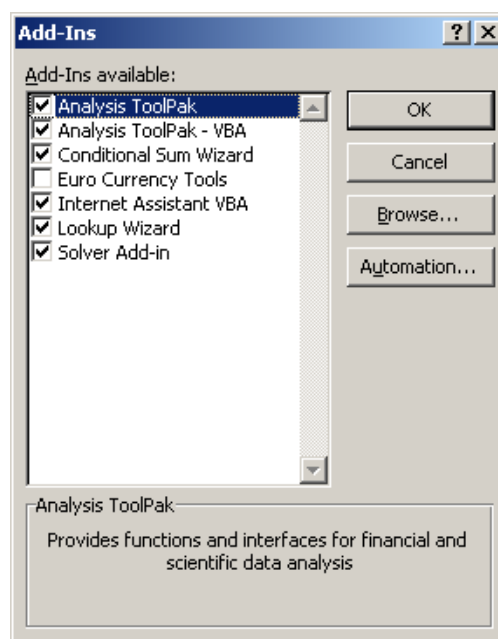 Add-Ins
Add-Ins available:
Analysis ToolPak
Analysis ToolPak - VBA
Conditional Sum Wizard
Euro Currency Tools
Internet Assistant VBA
Lookup Wizard
Solver Add-in
OK
Cancel
Browse...
Automation...
Analysis ToolPak
Provides functions and interfaces for financial and
scientific data analysis